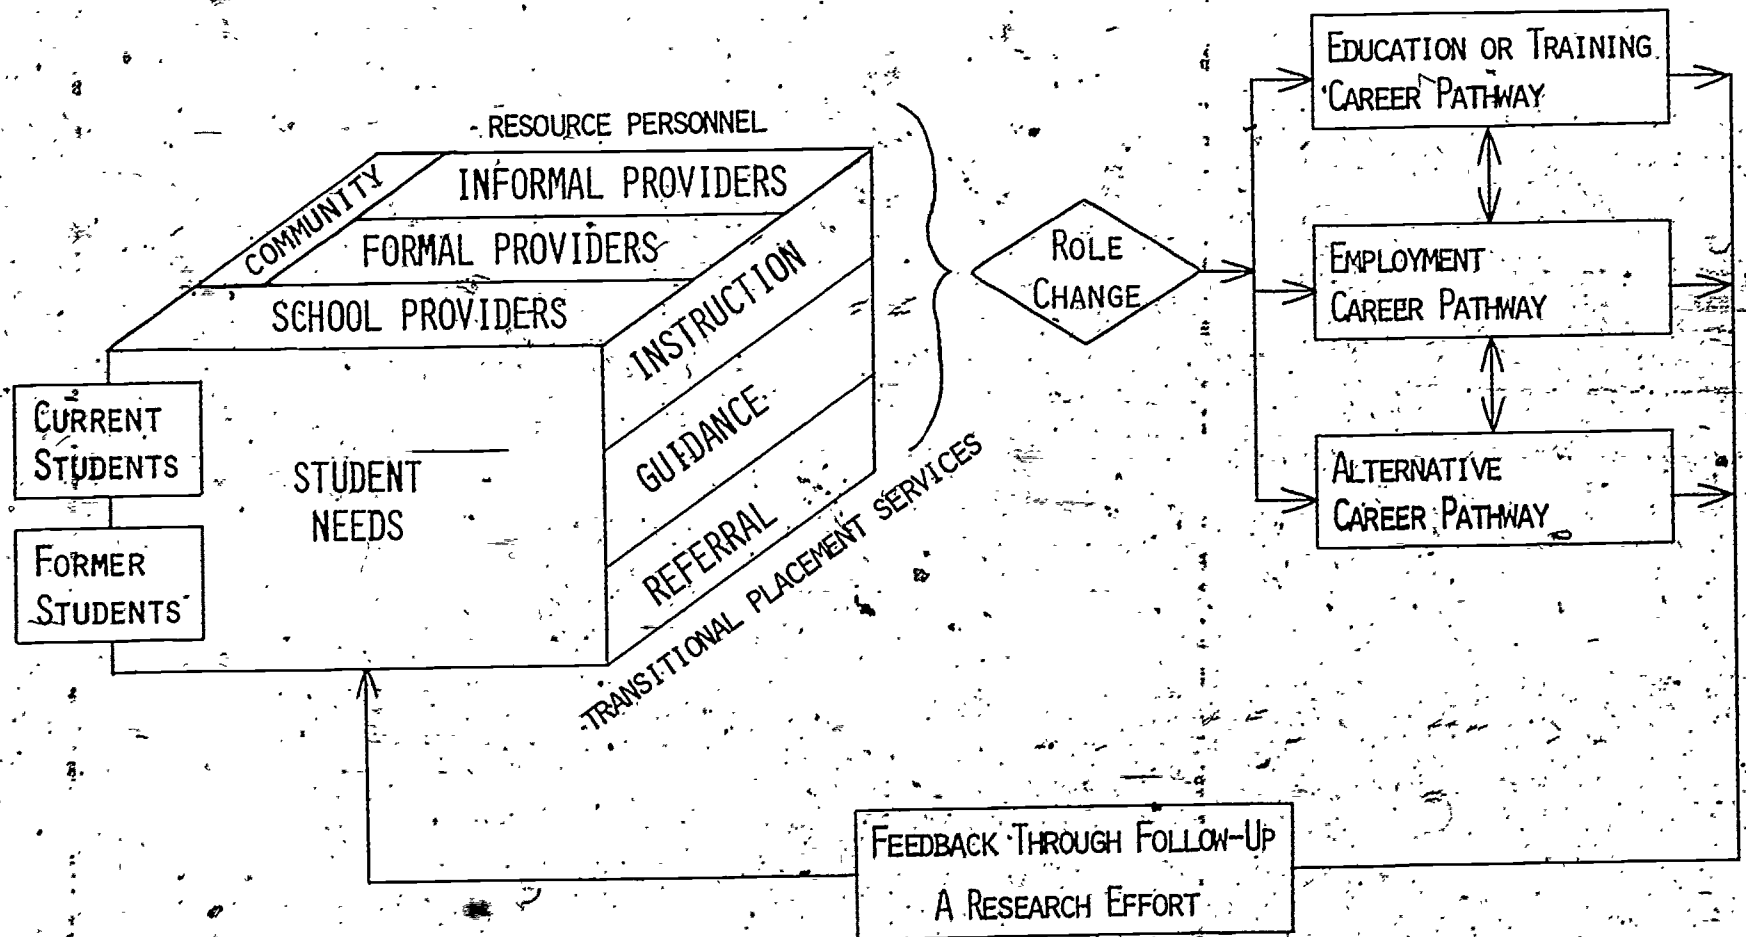 RESOURCE PERSONNEL
COMMUNITY
INFORMAL PROVIDERS
FORMAL PROVIDERS
SCHOOL PROVIDERS
INSTRUCTION
GUIDANCE
REFERRAL
TRANSITIONAL PLACEMENT SERVICES
CURRENT
STUDENTS
FORMER
STUDENTS
STUDENT
NEEDS
ROLE
CHANGE
EDUCATION OR TRAINING
CAREER PATHWAY
EMPLOYMENT
CAREER PATHWAY
ALTERNATIVE
CAREER PATHWAY
FEEDBACK THROUGH FOLLOW-UP
A RESEARCH EFFORT